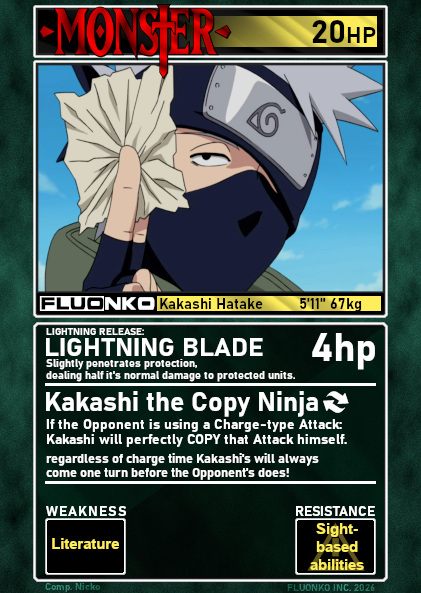 MONSTER
20HP
FLUONKO Kakashi Hatake 5'11" 67kg
LIGHTNING RELEASE:
LIGHTNING BLADE 4hp
Slightly penetrates protection,
dealing half it's normal damage to protected units.
Kakashi the Copy Ninja
If the Opponent is using a Charge-type Attack:
Kakashi will perfectly COPY that Attack himself.
regardless of charge time Kakashi's will always
come one turn before the Opponent's does!
WEAKNESS RESISTANCE
Literature
Sight-
based
abilities
Comp. Nicko FLUONKO INC. 2026